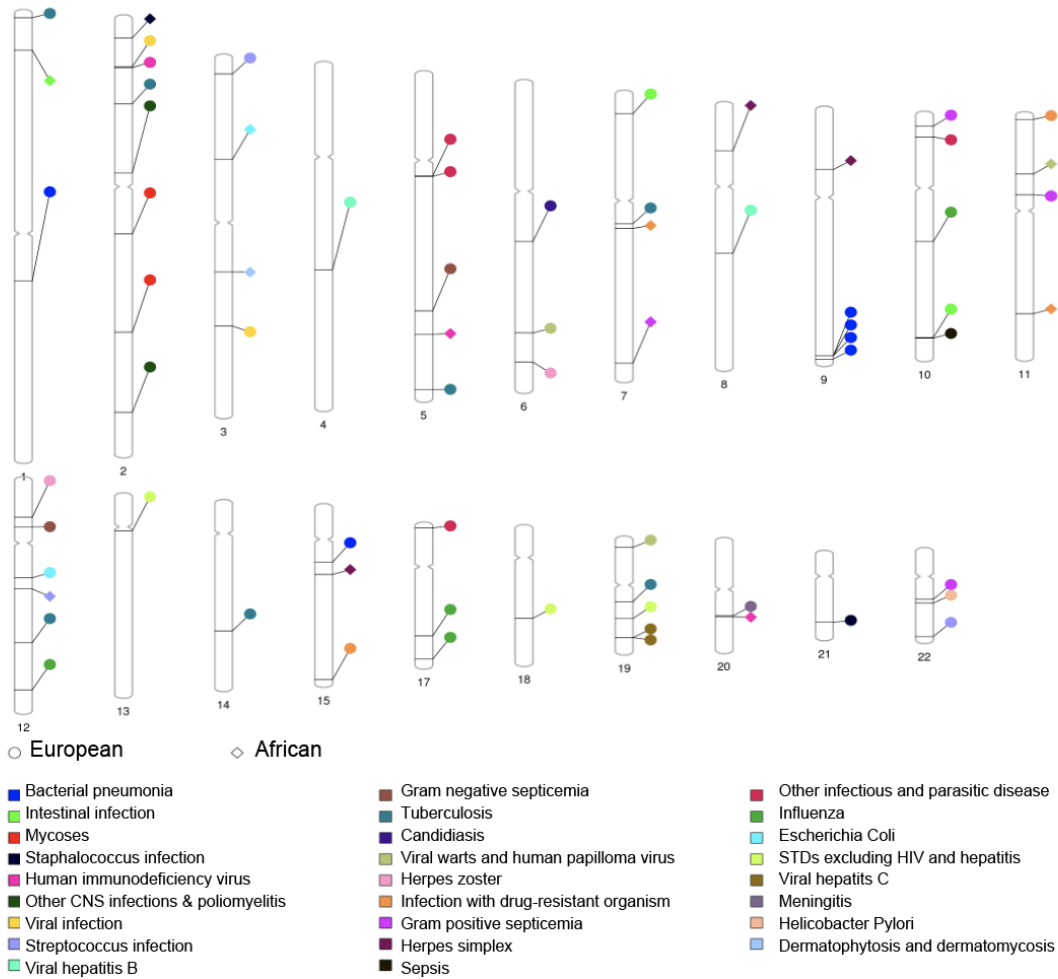 3
4
5
6
7
8
9
10
11
1
2
12
13
14
15
17
18
19
20
21
22
European
African
Bacterial pneumonia
Intestinal infection
Mycoses
Staphalococcus infection
Human immunodeficiency virus
Other CNS infections & poliomyelitis
Viral infection
Streptococcus infection
Viral hepatitis B
Gram negative septicemia
Tuberculosis
Candidiasis
Viral warts and human papilloma virus
Herpes zoster
Infection with drug-resistant organism
Gram positive septicemia
Herpes simplex
Sepsis
Other infectious and parasitic disease
Influenza
Escherichia Coli
STDs excluding HIV and hepatitis
Viral hepatits C
Meningitis
Helicobacter Pylori
Dermatophytosis and dermatomycosis